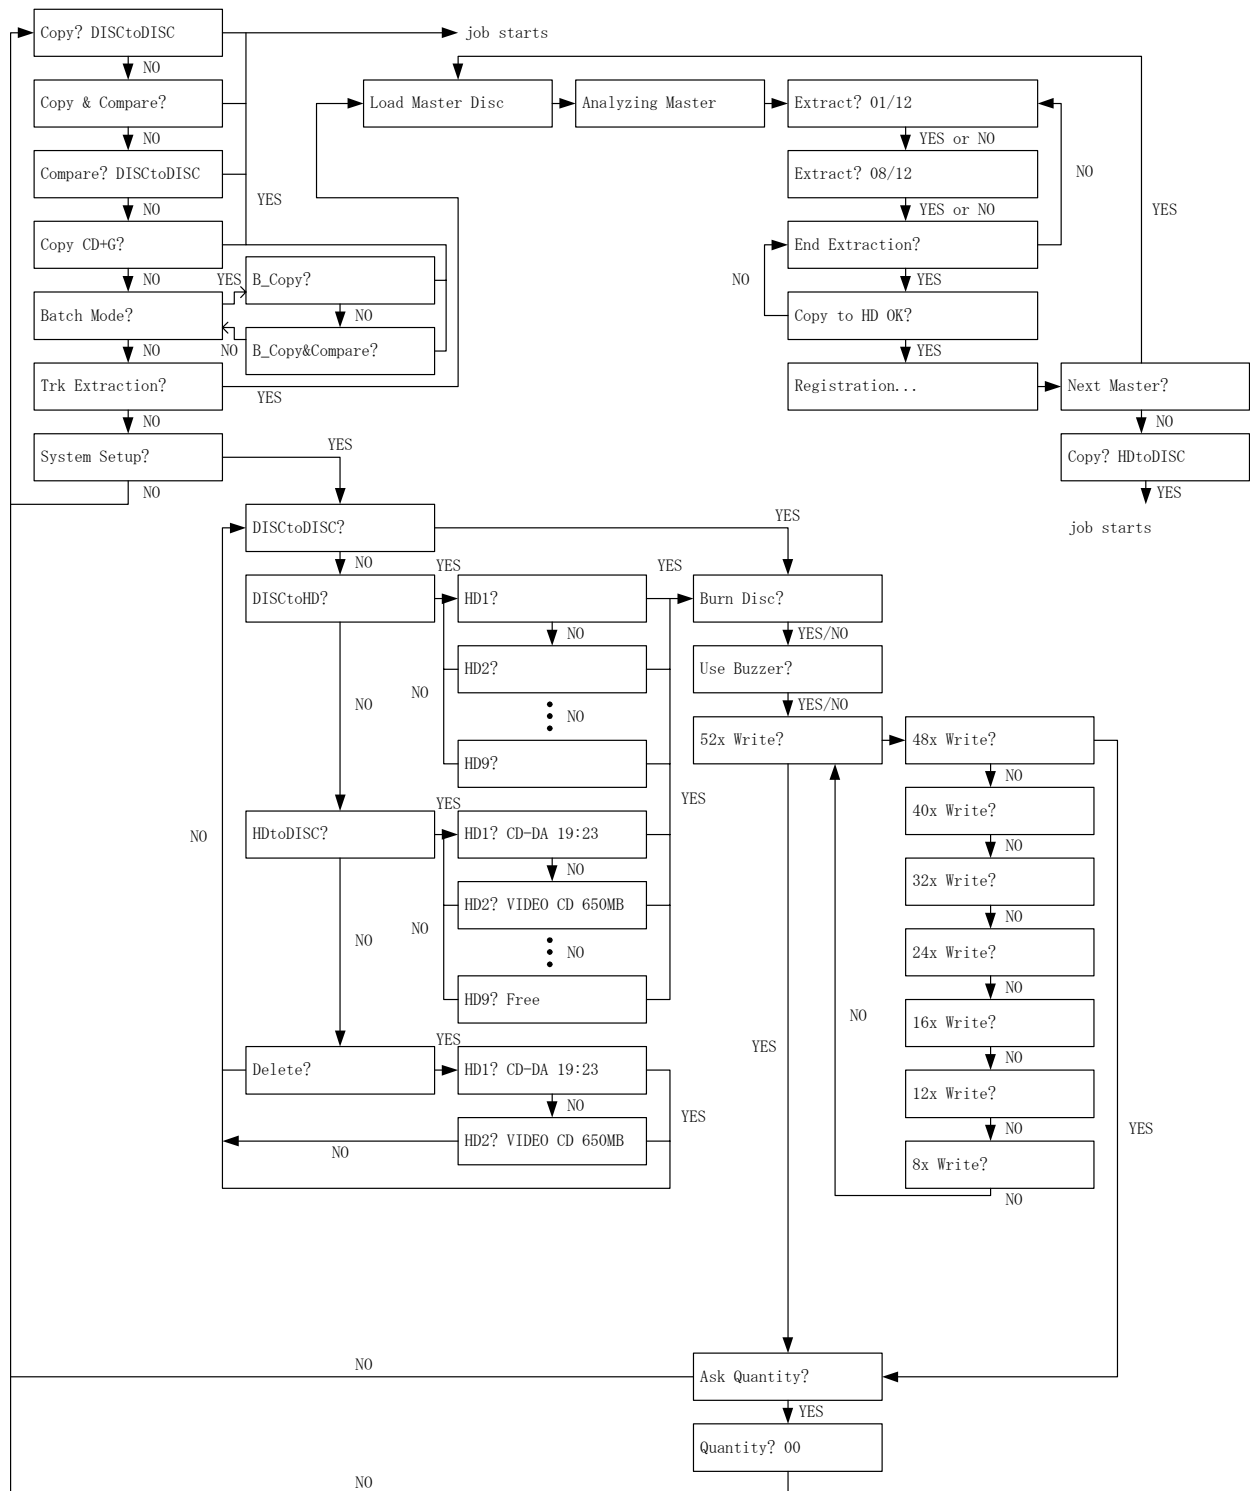 Copy? DISCtoDISC
job starts
NO
Copy & Compare?
Load Master Disc
Analyzing Master
Extract? 01/12
NO
YES or NO
Compare? DISCtoDISC
Extract? 08/12
NO
YES
NO
YES or NO
YES
Copy CD+G?
End Extraction?
NO
YES
B_Copy?
NO
YES
Batch Mode?
NO
Copy to HD OK?
NO
NO
B_Copy&Compare?
YES
Trk Extraction?
YES
Registration...
Next Master?
NO
YES
NO
System Setup?
Copy? HDtoDISC
NO
YES
DISCtoDISC?
YES
job starts
NO
YES
YES
DISCtoHD?
HD1?
Burn Disc?
NO
YES/NO
HD2?
Use Buzzer?
NO
NO
NO
YES/NO
52x Write?
48x Write?
HD9?
NO
YES
YES
40x Write?
HDtoDISC?
HD1? CD-DA 19:23
NO
NO
NO
32x Write?
HD2? VIDEO CD 650MB
NO
NO
NO
NO
24x Write?
NO
HD9? Free
NO
16x Write?
YES
YES
NO
Delete?
HD1? CD-DA 19:23
12x Write?
NO
YES
NO
YES
HD2? VIDEO CD 650MB
NO
8x Write?
NO
NO
Ask Quantity?
YES
Quantity? 00
NO